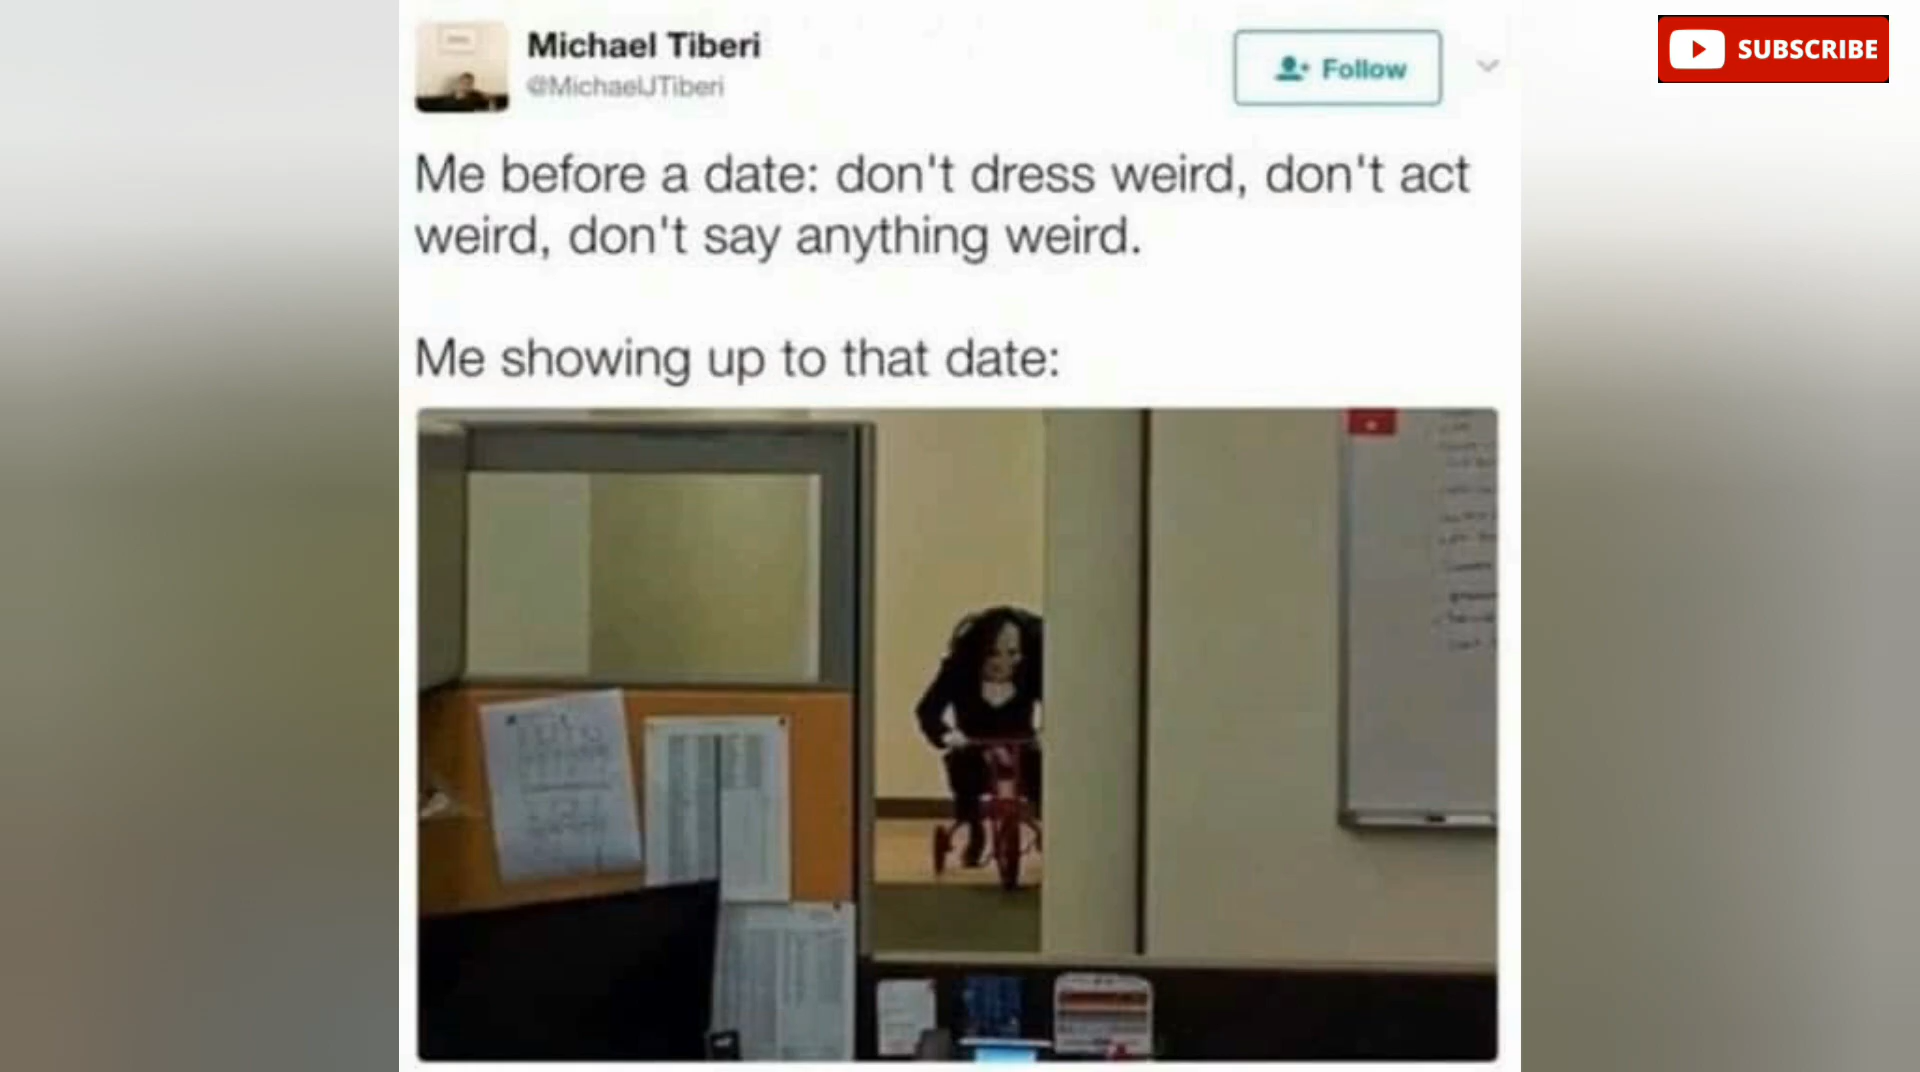 Michael Tiberi
@MichaelJTiberi
Follow
SUBSCRIBE
Me before a date: don't dress weird, don't act
weird, don't say anything weird.
Me showing up to that date: